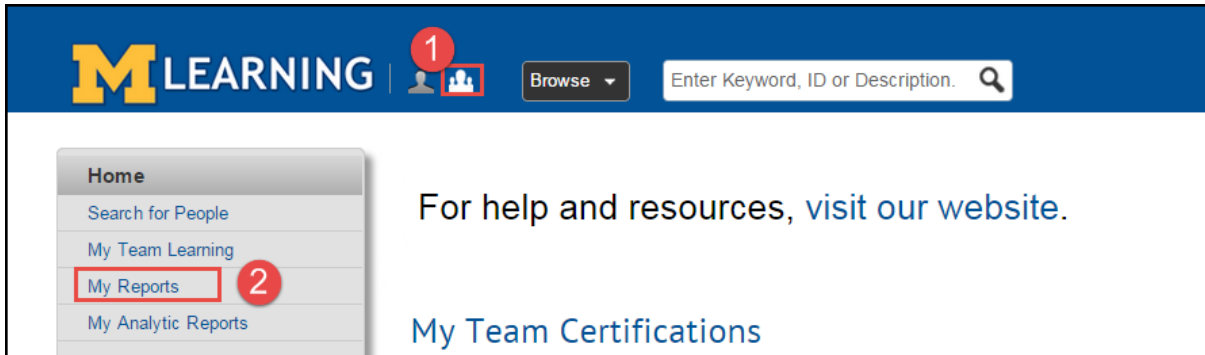 1
M LEARNING
Browse
Enter Keyword, ID or Description.
Home
Search for People
My Team Learning
My Reports
2
My Analytic Reports
For help and resources, visit our website.
My Team Certifications